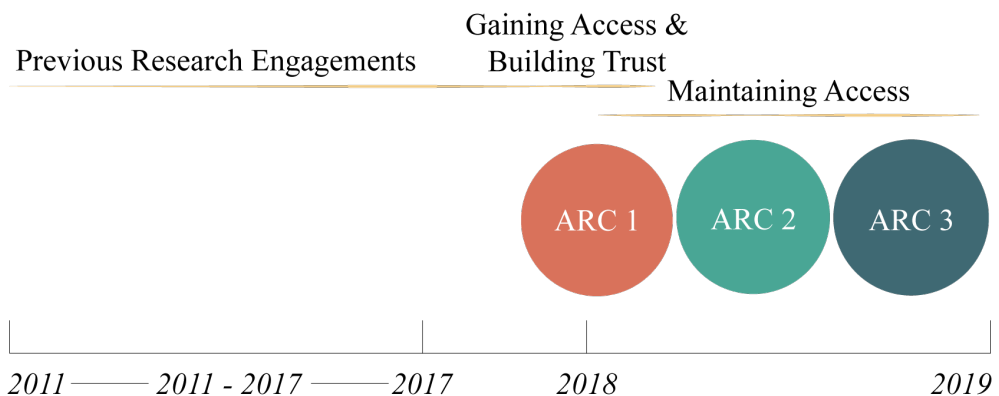 Gaining Access &
Previous Research Engagements
Building Trust
Maintaining Access
ARC 1 ARC 2 ARC 3
2011 2011 - 2017 2017 2018 2019